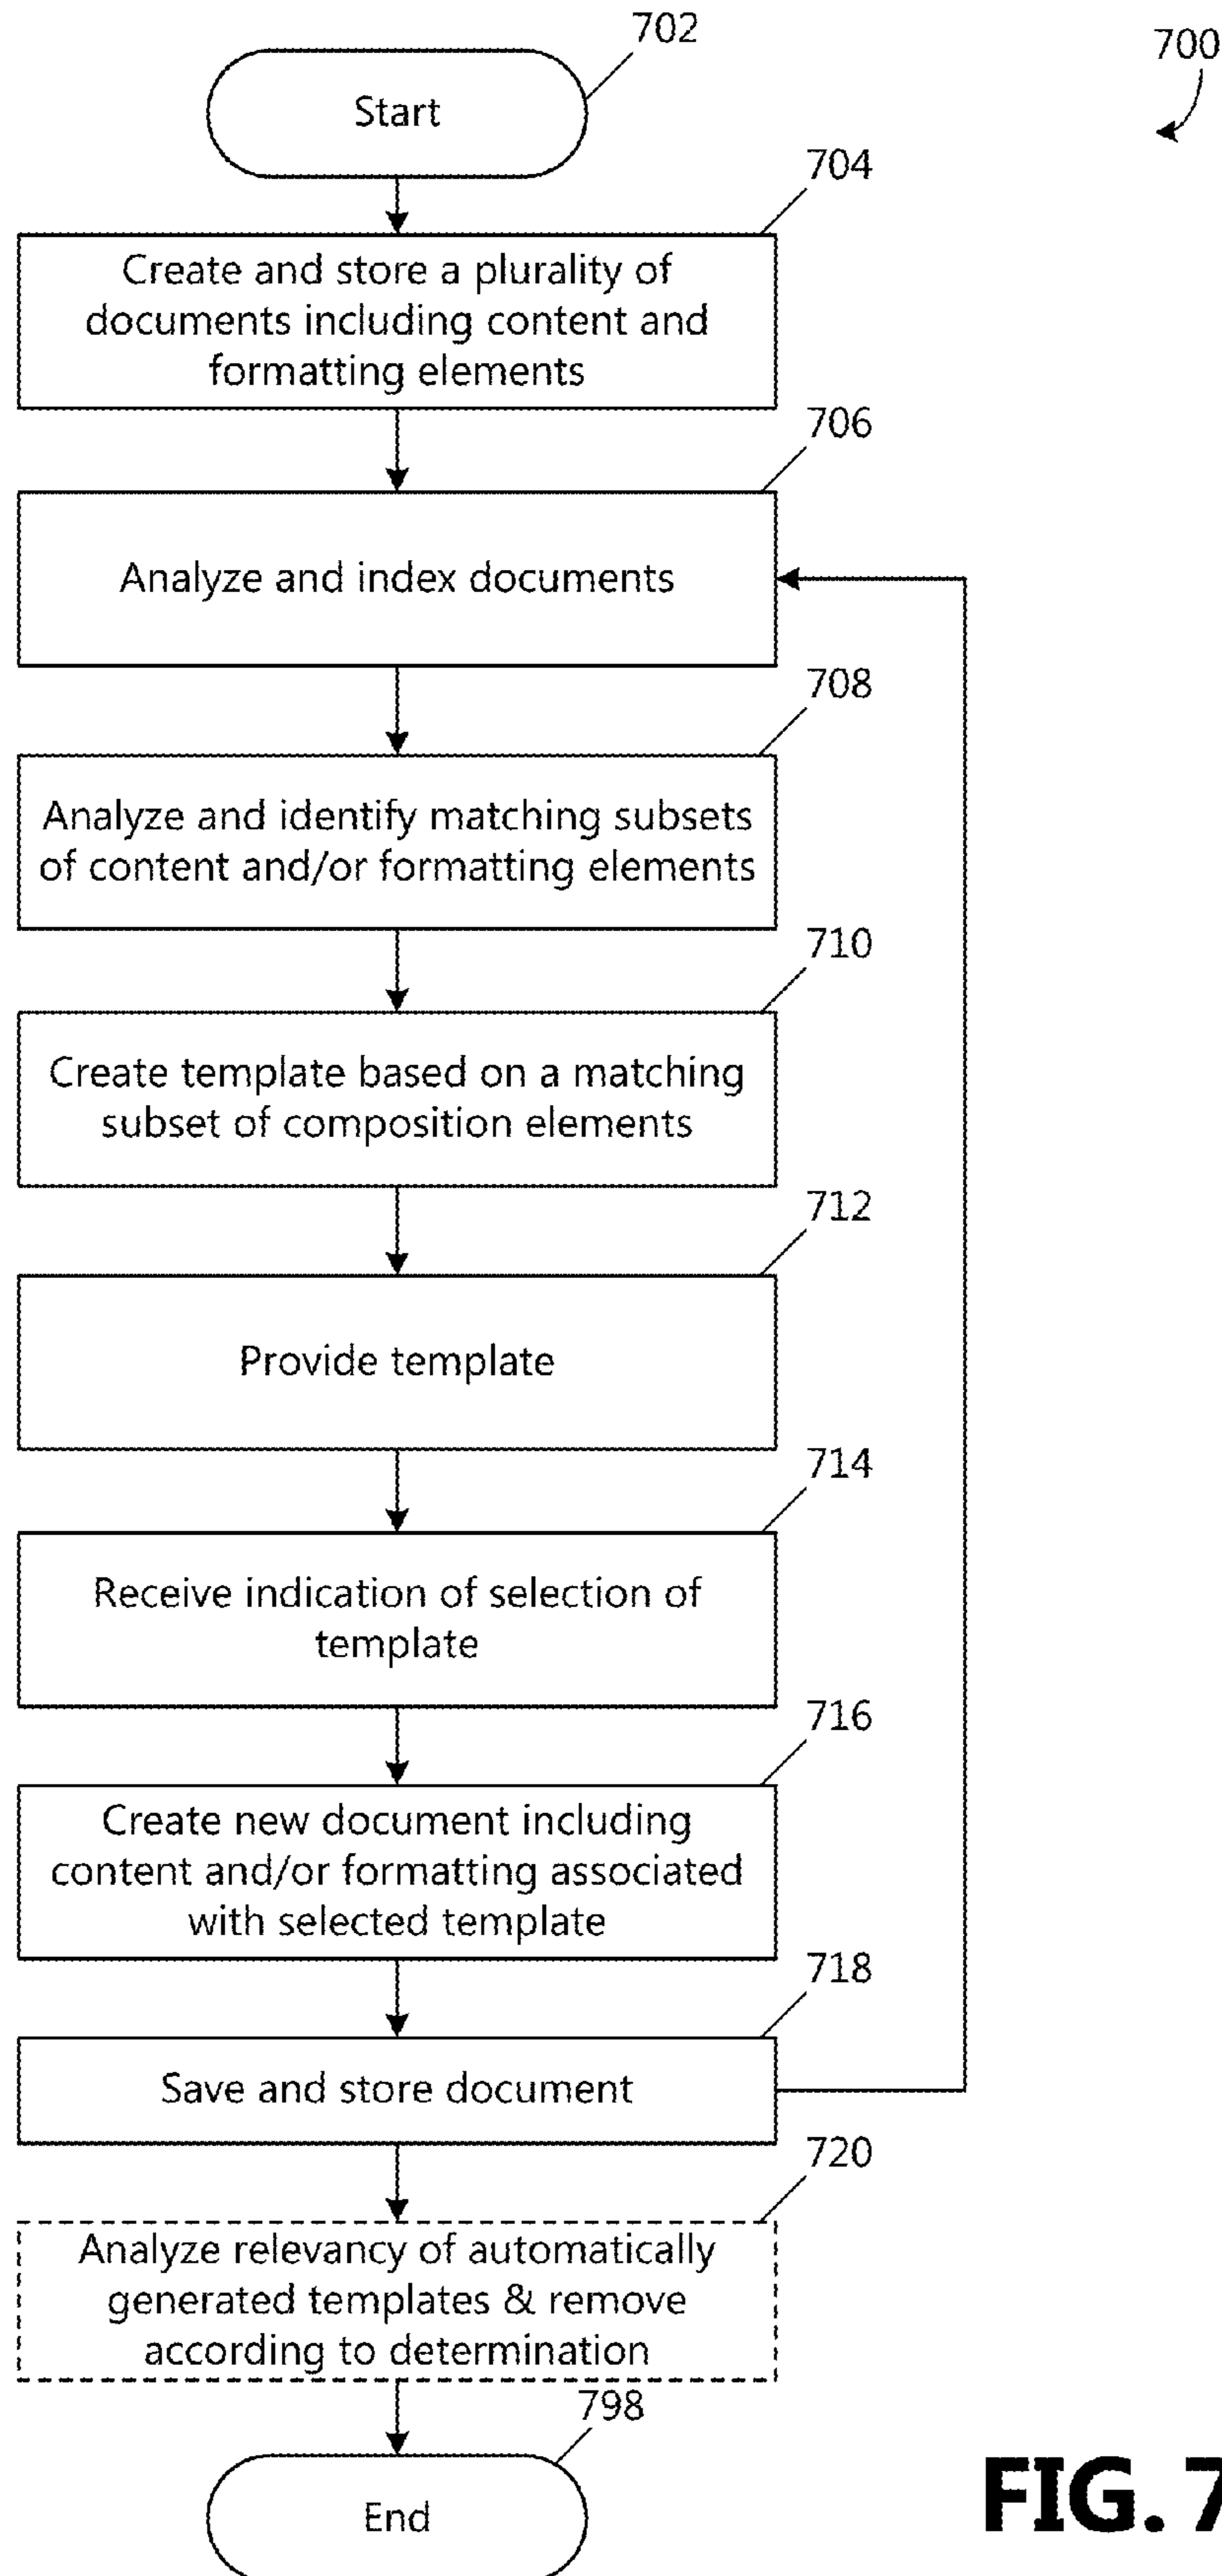 702
700
Start
704
Create and store a plurality of
documents including content and
formatting elements
706
Analyze and index documents
708
Analyze and identify matching subsets
of content and/or formatting elements
710
Create template based on a matching
subset of composition elements
712
Provide template
714
Receive indication of selection of
template
716
Create new document including
content and/or formatting associated
with selected template
718
Save and store document
720
Analyze relevancy of automatically
generated templates & remove
according to determination
798
End
FIG. 7